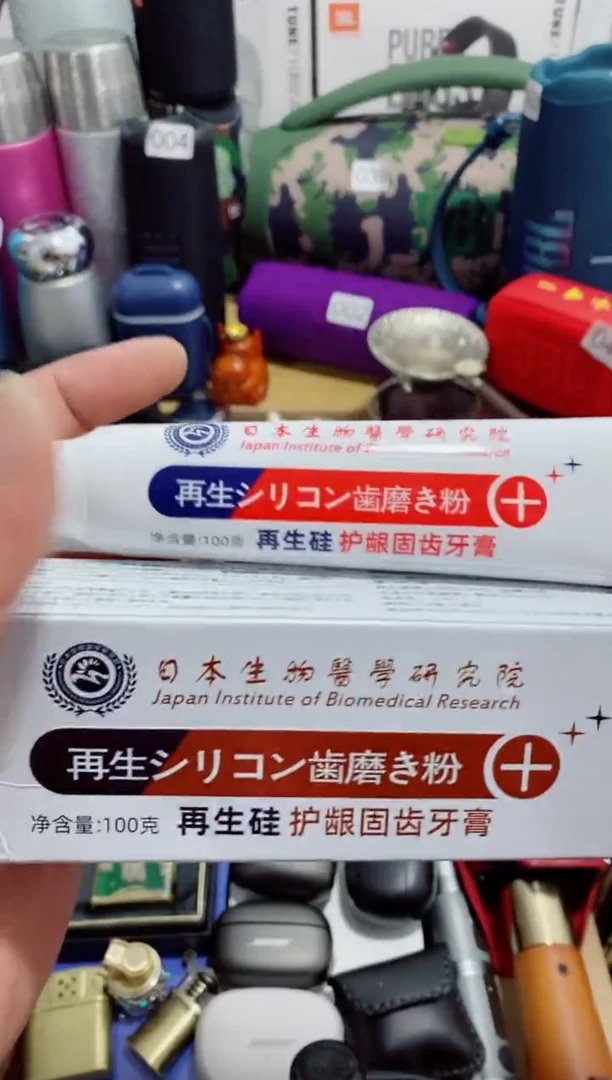 TUNE
JBL
PURE
TUNE
004
002
JBL
日本生物醫學研究院
Japan Institute of
再生シリコン歯磨き粉
净含量:100克 再生硅 护龈固齿牙膏
日本生物醫學研究院
Japan Institute of Biomedical Research
再生シリコン歯磨き粉
净含量:100克 再生硅 护龈固齿牙膏